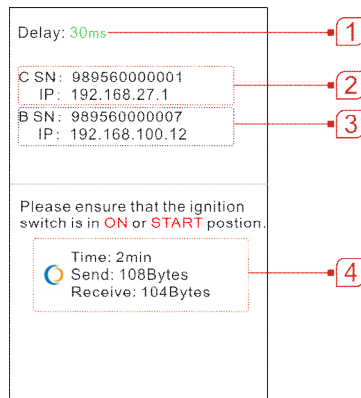 Delay: 30ms
1
C SN: 989560000001
IP: 192.168.27.1
2
B SN: 989560000007
IP: 192.168.100.12
3
Please ensure that the ignition
switch is in ON or START postion.
Time: 2min
Send: 108Bytes
Receive: 104Bytes
4